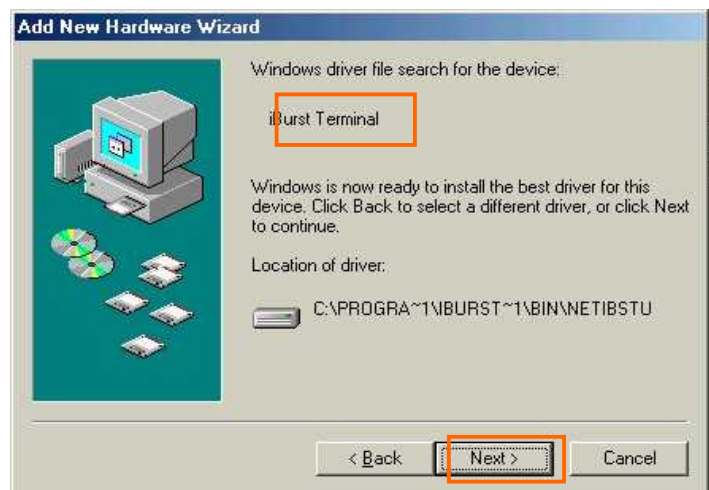 Add New Hardware Wizard
Windows driver file search for the device:
iBurst Terminal
Windows is now ready to install the best driver for this
device. Click Back to select a different driver, or click Next
to continue.
Location of driver:
C:\PROGRA~1\IBURST~1\BIN\NETIBSTU
< Back
Next >
Cancel